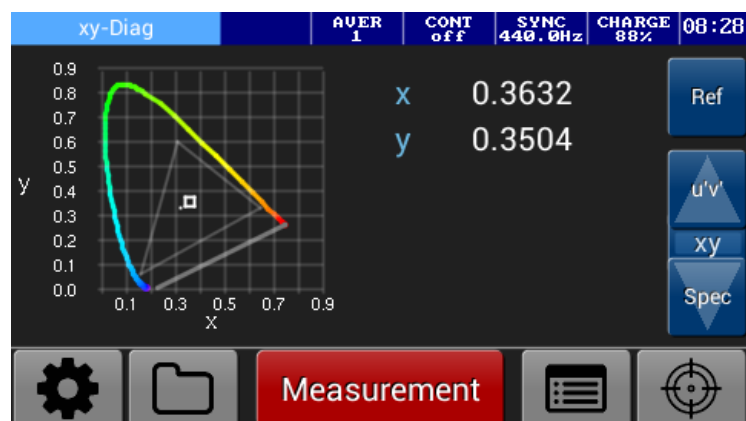 xy-Diag
AVER
1
CONT
off
SYNC
440.0Hz
CHARGE
88%
08:28
0.9
0.8
0.7
0.6
0.5
0.4
0.3
0.2
0.1
0.0
y
0.1 0.3 0.5 0.7 0.9
x
x 0.3632
y 0.3504
Ref
u'v'
xy
Spec
Measurement